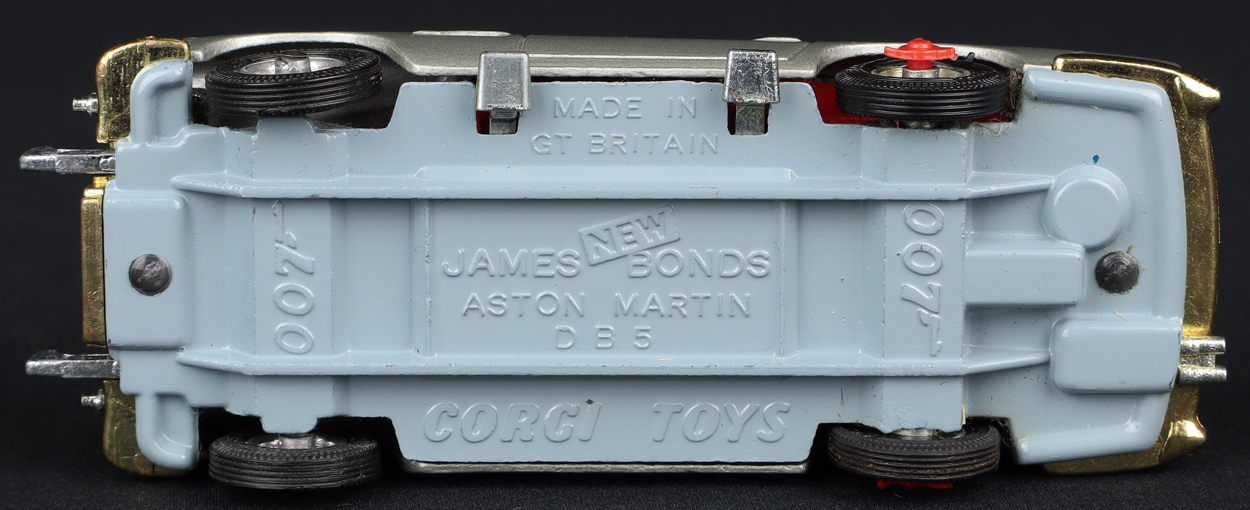 MADE IN
GT BRITAIN
NEW
JAMES BONDS
ASTON MARTIN
D B 5
007
007
CORGI TOYS